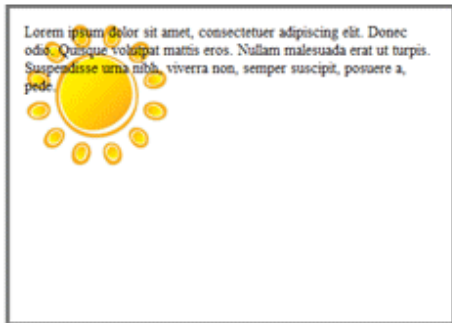 Lorem ipsum dolor sit amet, consectetuer adipiscing elit. Donec
odio. Quisque volutpat mattis eros. Nullam malesuada erat ut turpis.
Suspendisse urna nibh, viverra non, semper suscipit, posuere a,
pede.